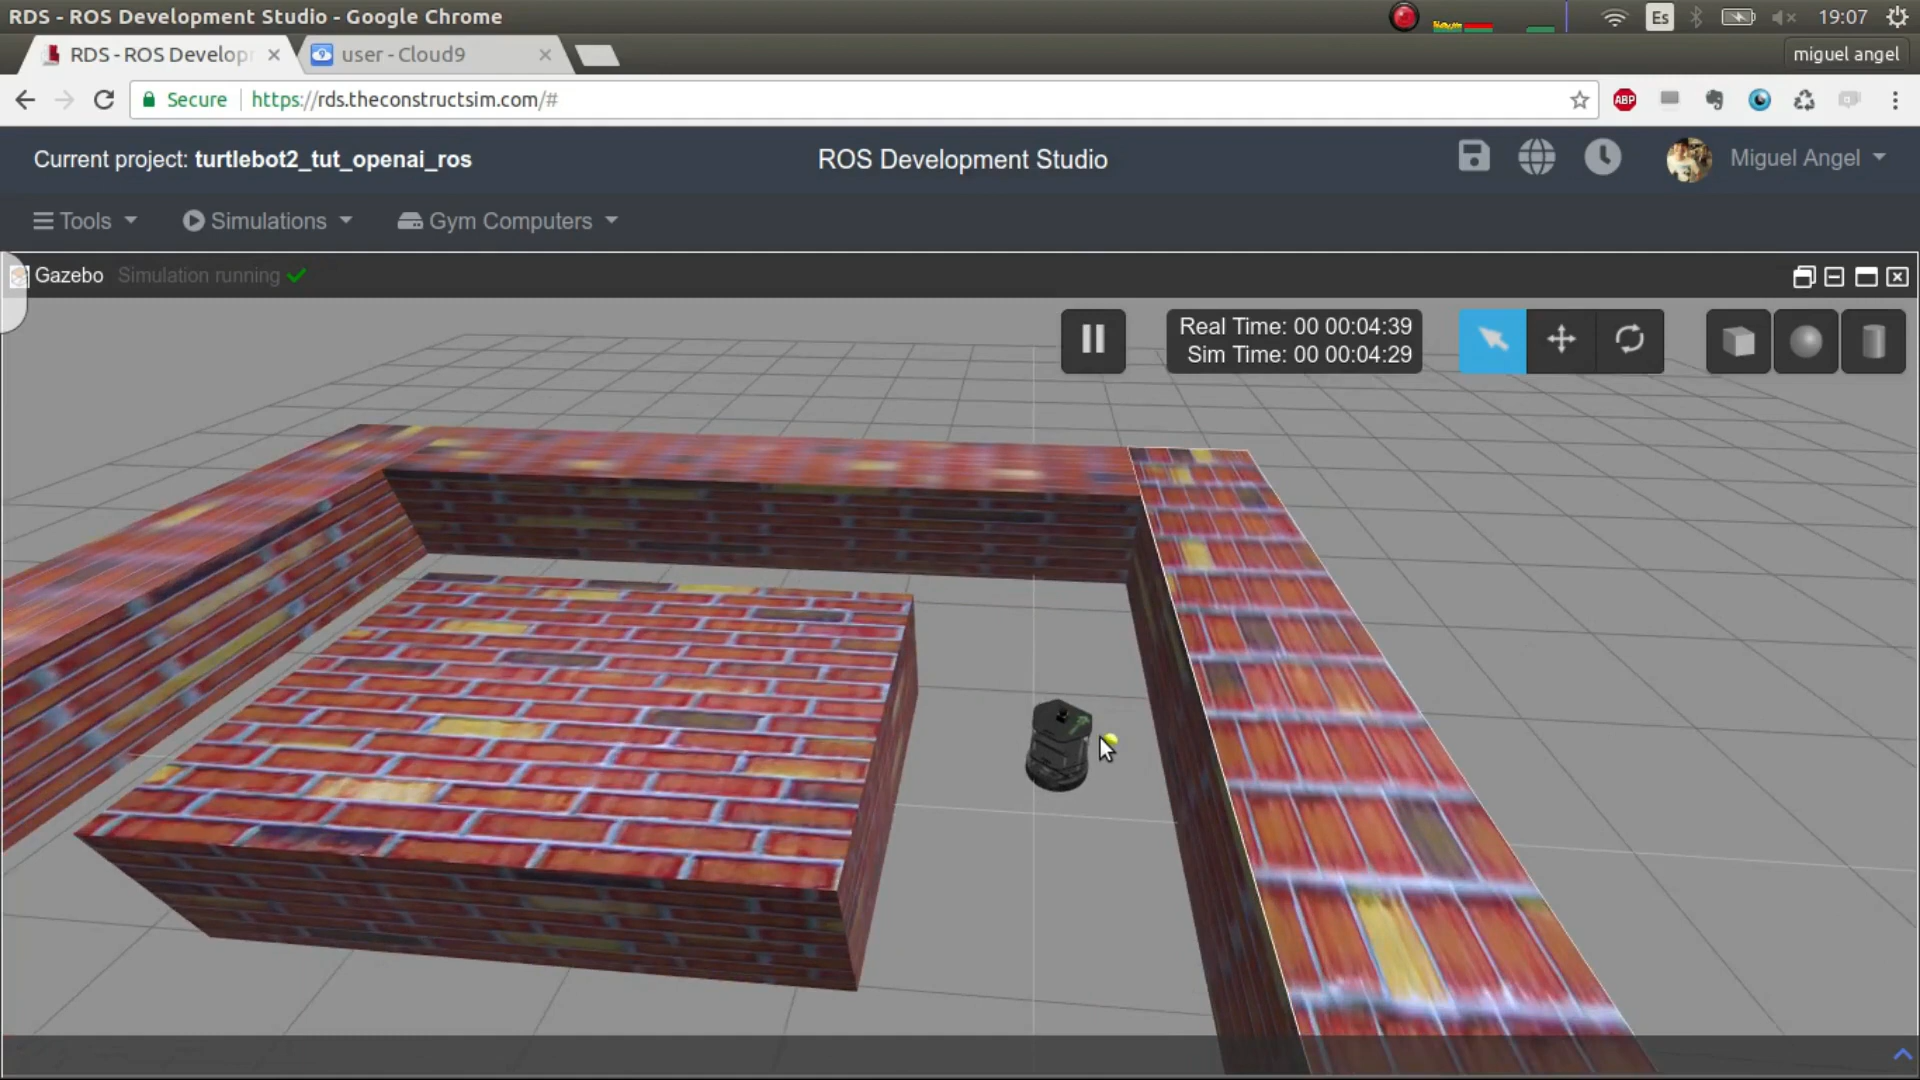 RDS - ROS Development Studio - Google Chrome
Es
19:07
RDS - ROS Develop
user - Cloud9
miguel angel
Secure
https://rds.theconstructsim.com/#
ABP
Current project: turtlebot2_tut_openai_ros
ROS Development Studio
Miguel Angel
Tools
Simulations
Gym Computers
Gazebo
Simulation running
Real Time: 00 00:04:39
Sim Time: 00 00:04:29